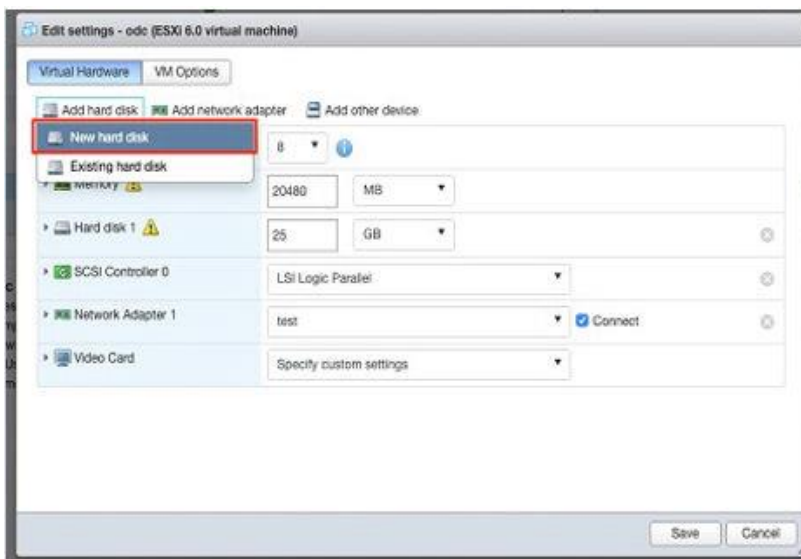 Edit settings - odc (ESXi 6.0 virtual machine)
Virtual Hardware VM Options
Add hard disk Add network adapter Add other device
New hard disk
8
Existing hard disk
Memory 20480 MB
Hard disk 1 25 GB
SCSI Controller 0 LSI Logic Parallel
Network Adapter 1 test Connect
Video Card Specify custom settings
Save Cancel